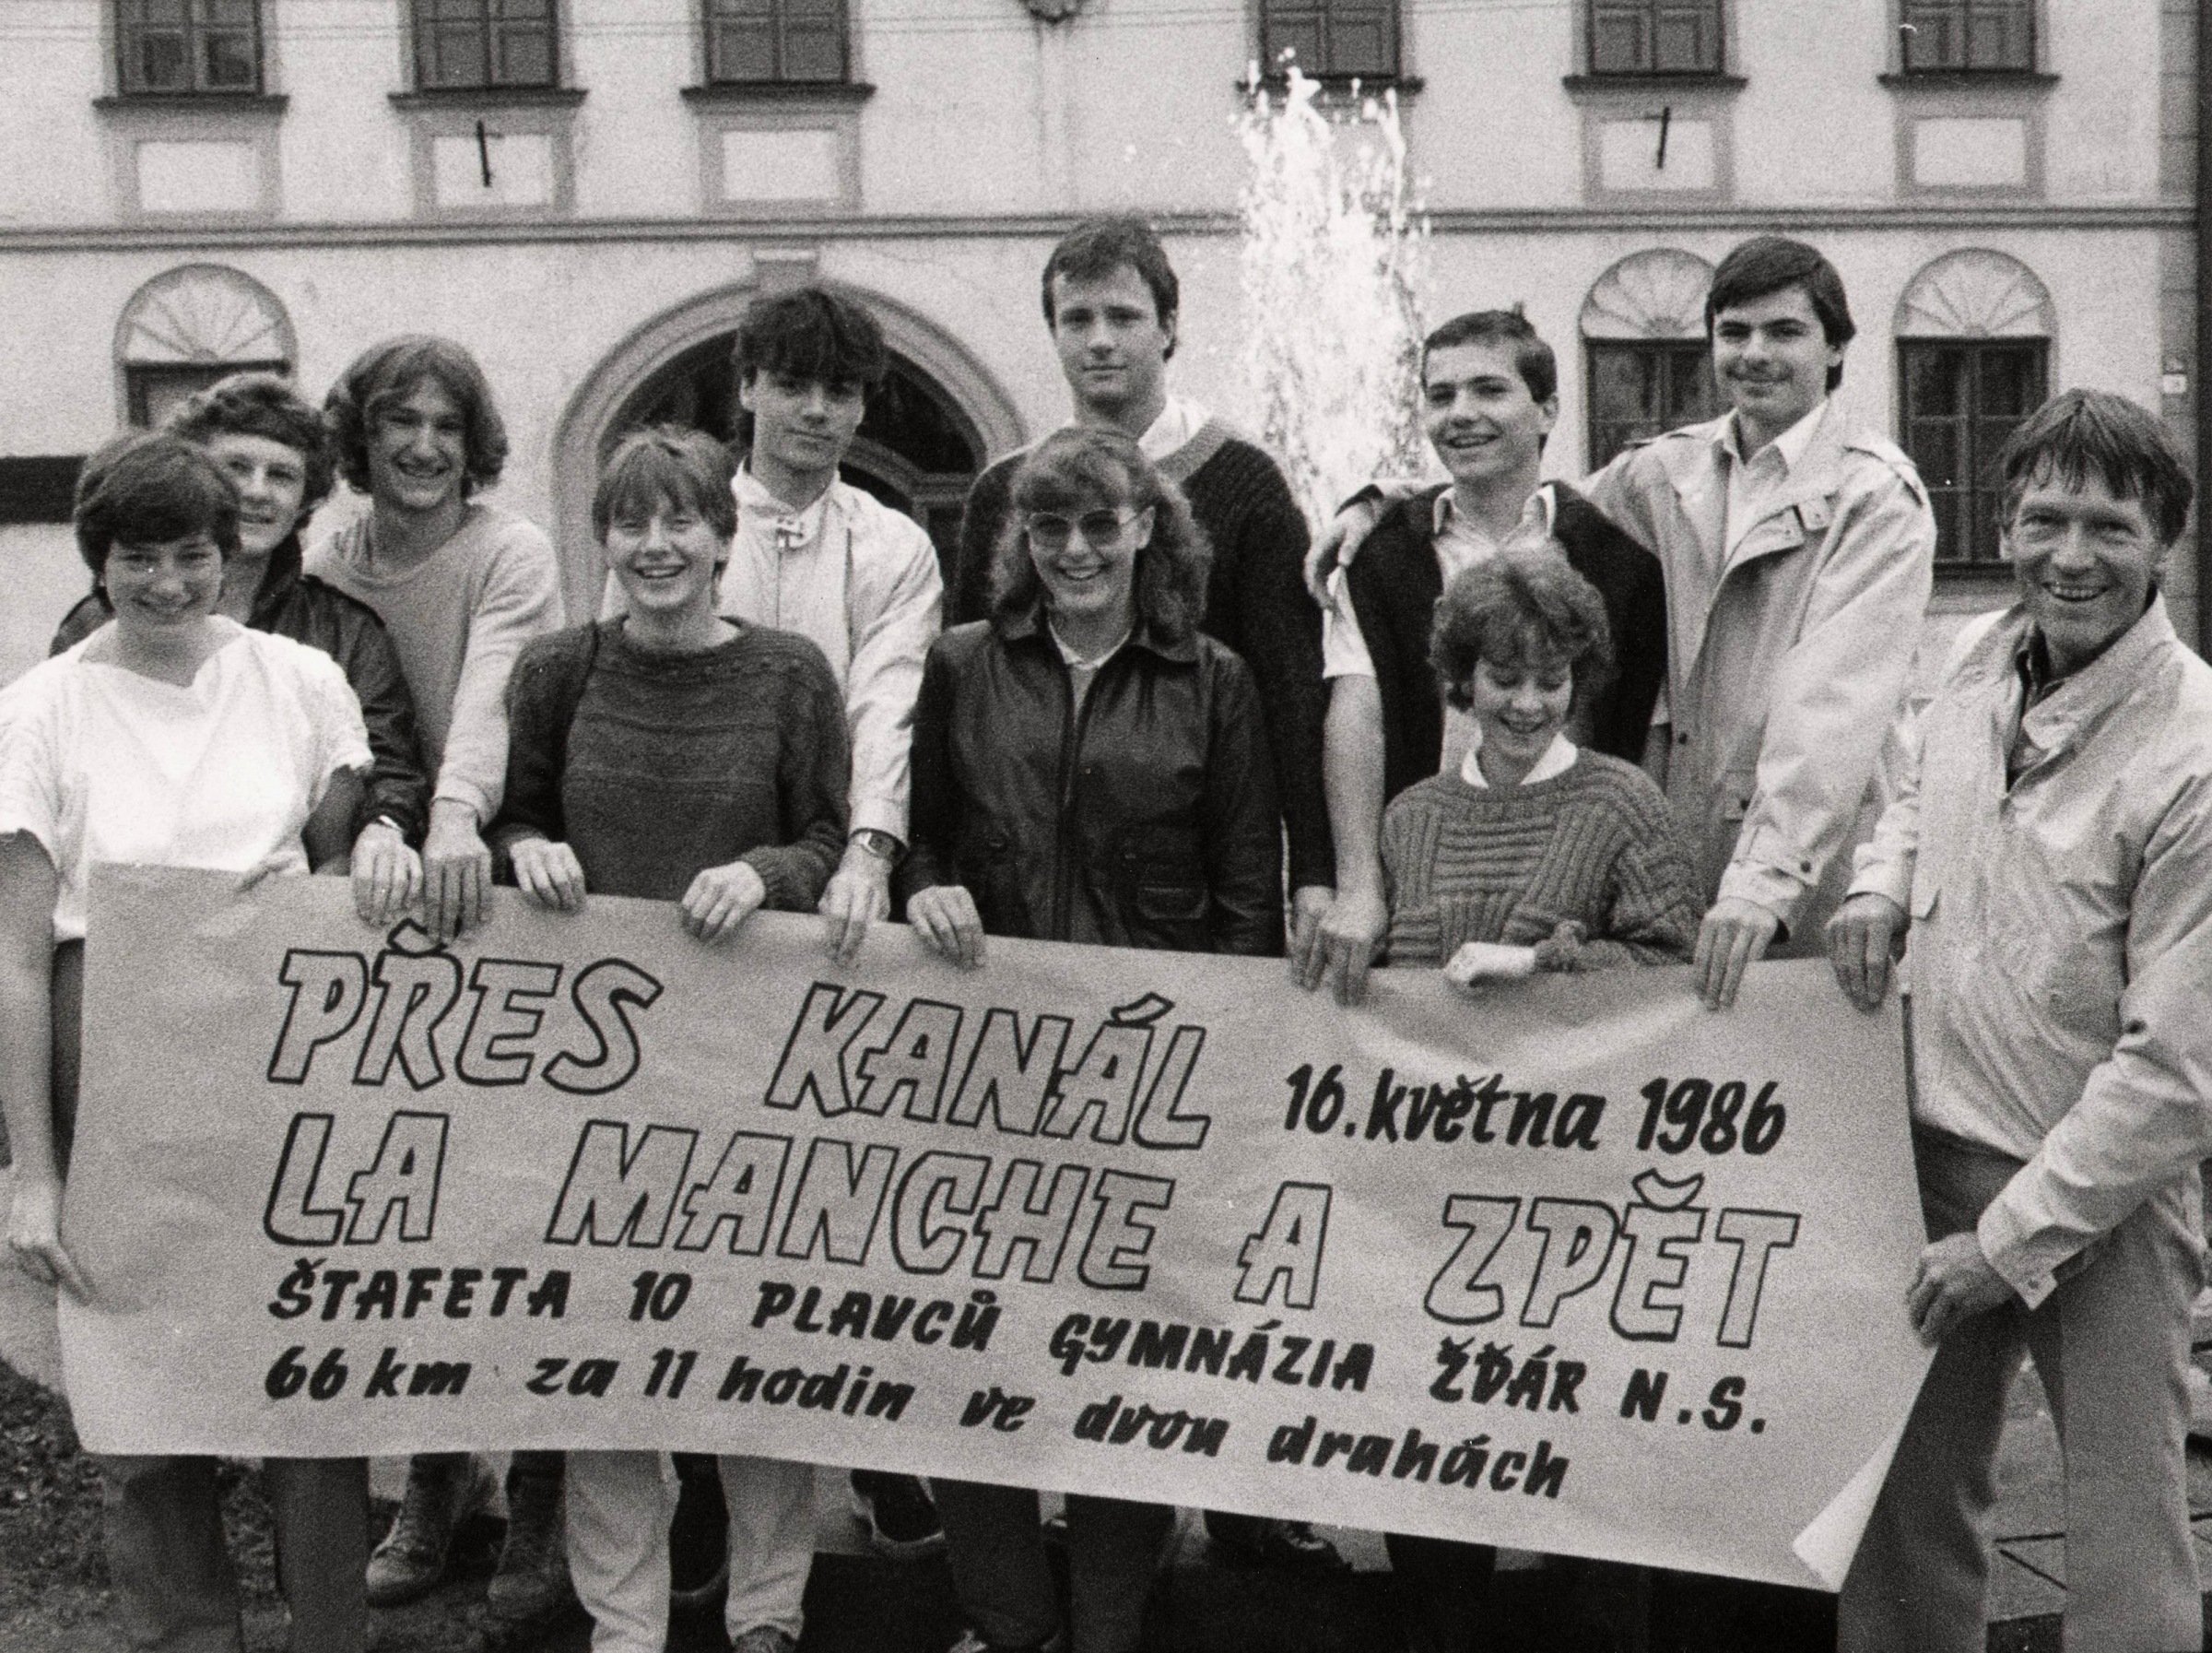 PŘES KANÁL
16. května 1986
LA MANCHE A ZPĚT
ŠTAFETA 10 PLAVCŮ GYMNÁZIA ŽĎÁR N.S.
66 km za 11 hodin ve dvou drahách